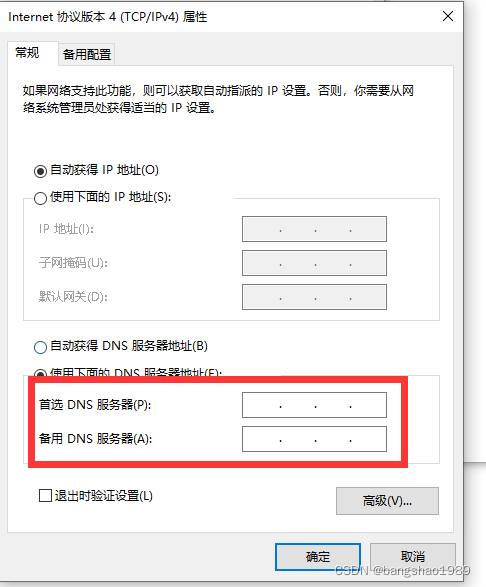 Internet 协议版本 4 (TCP/IPv4) 属性
常规
备用配置
如果网络支持此功能，则可以获取自动指派的 IP 设置。否则，你需要从网
络系统管理员处获得适当的 IP 设置。
自动获得 IP 地址(O)
使用下面的 IP 地址(S):
IP 地址(I):
子网掩码(U):
默认网关(D):
自动获得 DNS 服务器地址(B)
使用下面的 DNS 服务器地址(E):
首选 DNS 服务器(P):
备用 DNS 服务器(A):
退出时验证设置(L)
高级(V)...
确定
取消
CSDN @bangshao1989